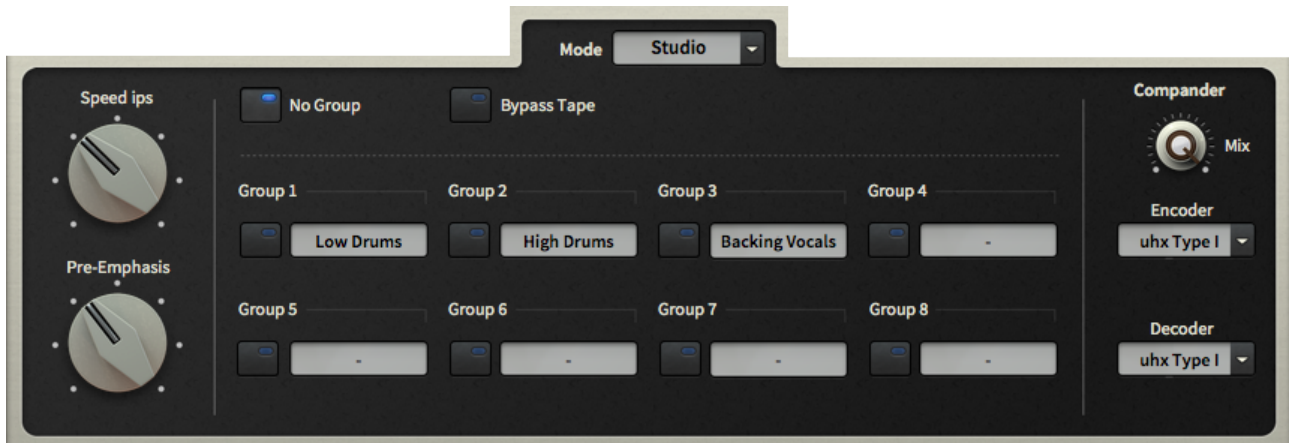 Mode Studio
Speed ips
No Group Bypass Tape
Compander
Mix
Group 1 Group 2 Group 3 Group 4
Low Drums High Drums Backing Vocals -
Encoder
uhx Type I
Pre-Emphasis
Group 5 Group 6 Group 7 Group 8
- - - -
Decoder
uhx Type I